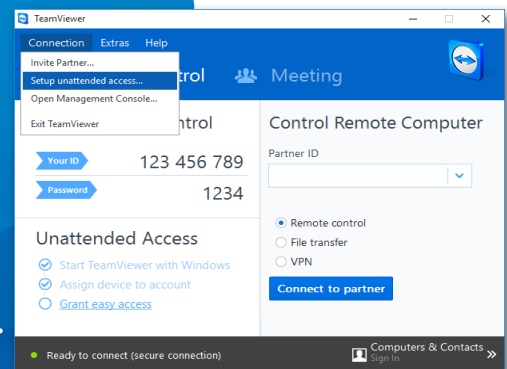 TeamViewer
Connection Extras Help
Invite Partner...
Setup unattended access...
Open Management Console...
Exit TeamViewer
trol
Meeting
ntrol
Your ID 123 456 789
Password 1234
Unattended Access
Start TeamViewer with Windows
Assign device to account
Grant easy access
Control Remote Computer
Partner ID
Remote control
File transfer
VPN
Connect to partner
Ready to connect (secure connection)
Computers & Contacts
Sign In